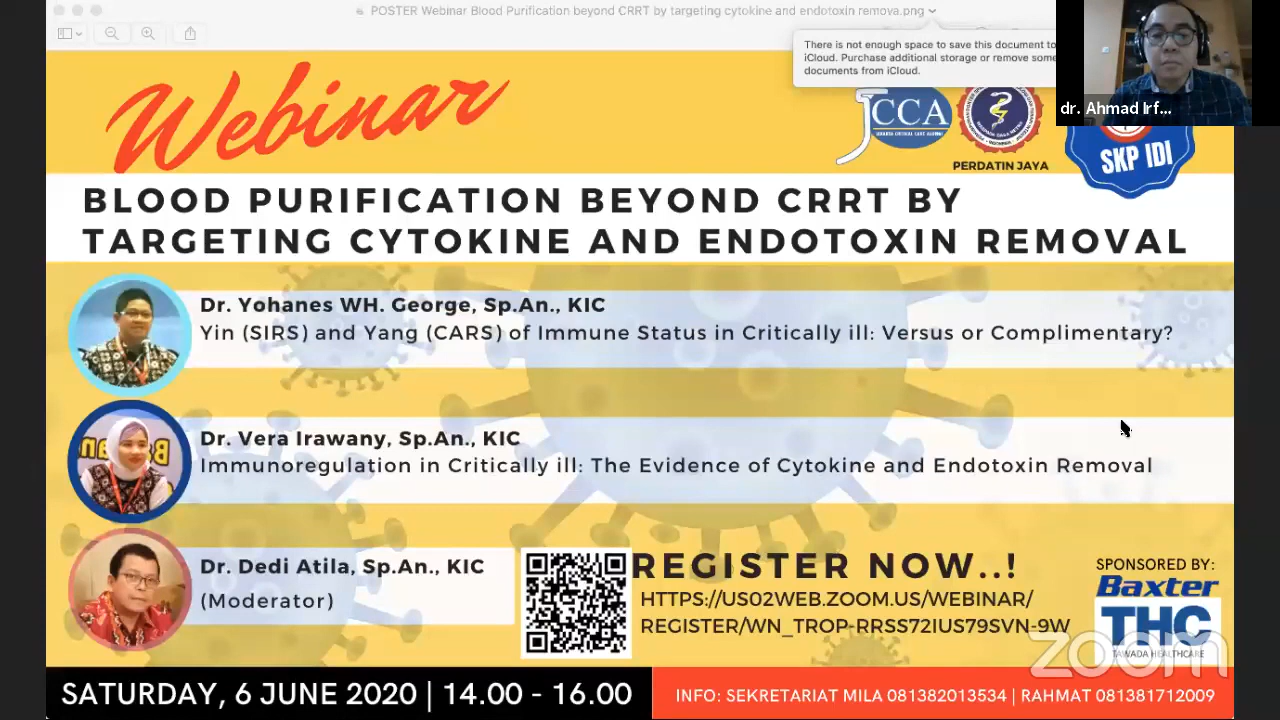 POSTER Webinar Blood Purification beyond CRRT by targeting cytokine and endotoxin remova.png
There is not enough space to save this document to
iCloud. Purchase additional storage or remove some
documents from iCloud.
dr. Ahmad Irf...
Webinar
JCCA
PERDATIN JAYA
SKP IDI
BLOOD PURIFICATION BEYOND CRRT BY
TARGETING CYTOKINE AND ENDOTOXIN REMOVAL
Dr. Yohanes WH. George, Sp.An., KIC
Yin (SIRS) and Yang (CARS) of Immune Status in Critically ill: Versus or Complimentary?
Dr. Vera Irawany, Sp.An., KIC
Immunoregulation in Critically ill: The Evidence of Cytokine and Endotoxin Removal
Dr. Dedi Atila, Sp.An., KIC
(Moderator)
REGISTER NOW..!
HTTPS://US02WEB.ZOOM.US/WEBINAR/
REGISTER/WN_TROP-RRSS72IUS79SVN-9W
SPONSORED BY:
Baxter
THC
TAWADA HEALTHCARE
zoom
SATURDAY, 6 JUNE 2020 | 14.00 - 16.00
INFO: SEKRETARIAT MILA 081382013534 | RAHMAT 081381712009